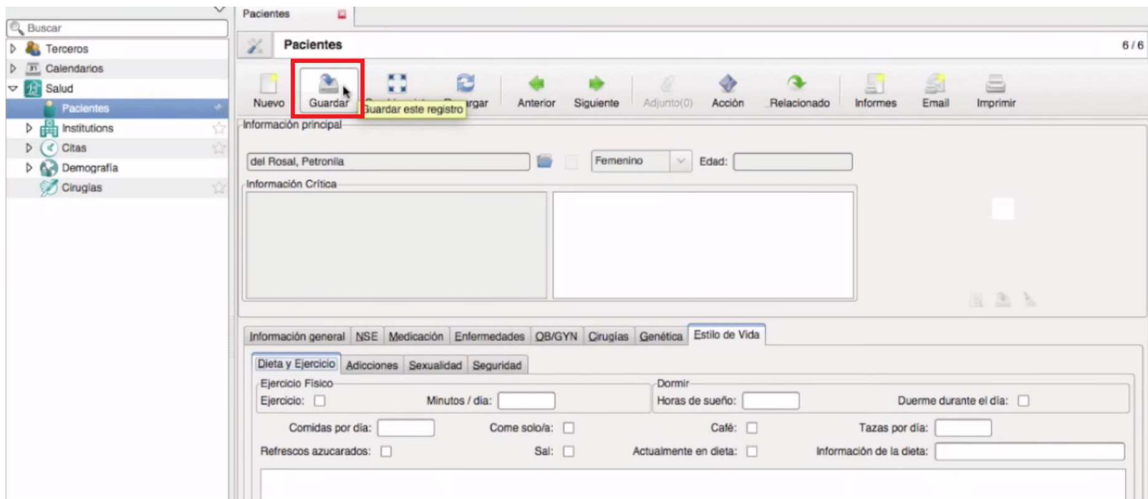 Pacientes
Buscar
Terceros
Calendarios
Salud
Pacientes
Institutions
Citas
Demografía
Cirugías
Pacientes
6 / 6
Nuevo Guardar Anterior Siguiente Adjunto(0) Acción ..Relacionado Informes Email Imprimir
Guardar este registro
Información principal
del Rosal, Petronila Femenino Edad:
Información Crítica
Información general NSE Medicación Enfermedades OB/GYN Cirugías Genética Estilo de Vida
Dieta y Ejercicio Adicciones Sexualidad Seguridad
Ejercicio Físico Dormir
Ejercicio: Minutos / día: Horas de sueño: Duerme durante el día:
Comidas por día: Come solo/a: Café: Tazas por día:
Refrescos azucarados: Sal: Actualmente en dieta: Información de la dieta: